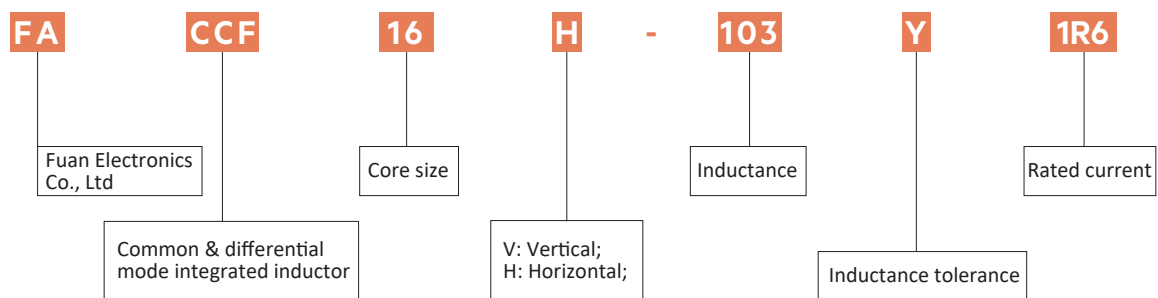 FA CCF 16 H - 103 Y 1R6
Fuan Electronics
Co., Ltd
Core size
Inductance
Rated current
Common & differential
mode integrated inductor
V: Vertical;
H: Horizontal;
Inductance tolerance